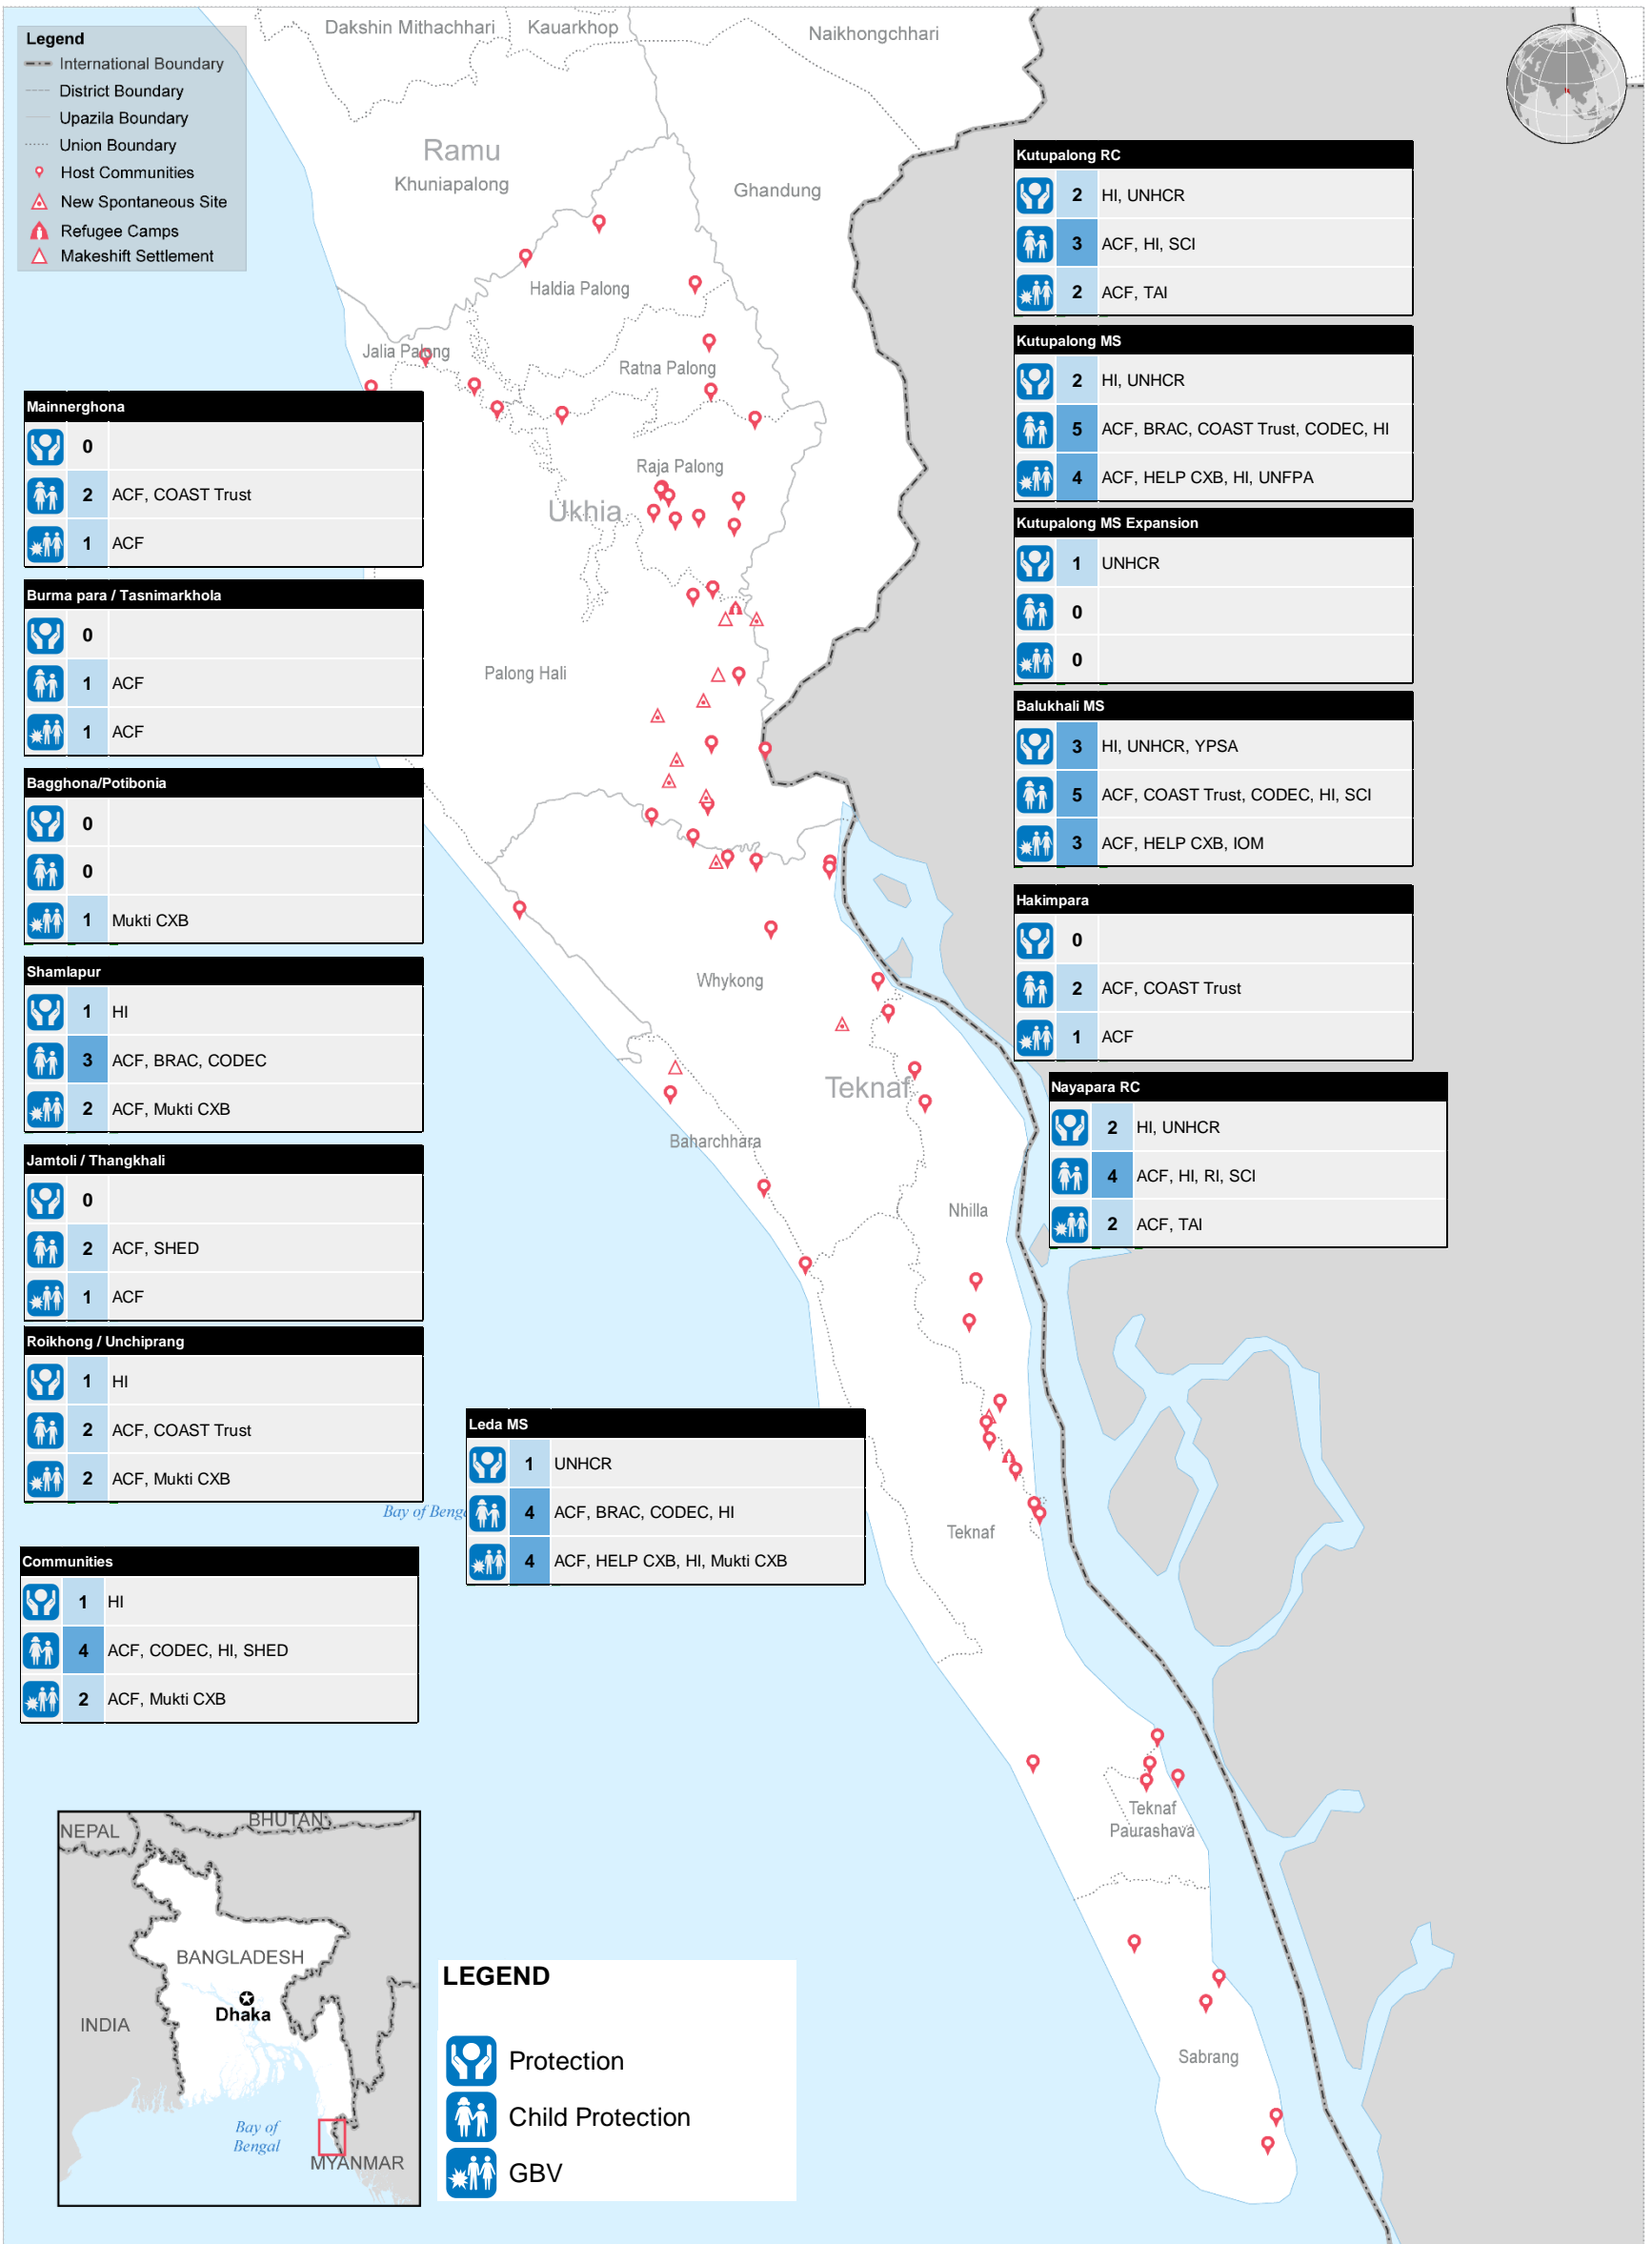 Dakshin Mithachhari
Kauarkhop
Naikhongchhari
Legend
International Boundary
District Boundary
Upazila Boundary
Union Boundary
Host Communities
New Spontaneous Site
Refugee Camps
Makeshift Settlement
Ramu
Khuniapalong
Ghandung
Haldia Palong
Jalia Palong
Ratna Palong
Raja Palong
Ukhia
Palong Hali
Whykong
Teknaf
Baharchhara
Nhilla
Teknaf
Teknaf
Paurashava
Sabrang
Bay of Beng
Mainnerghona
0
2 ACF, COAST Trust
1 ACF
Burma para / Tasnimarkhola
0
1 ACF
1 ACF
Bagghona/Potibonia
0
0
1 Mukti CXB
Shamlapur
1 HI
3 ACF, BRAC, CODEC
2 ACF, Mukti CXB
Jamtoli / Thangkhali
0
2 ACF, SHED
1 ACF
Roikhong / Unchiprang
1 HI
2 ACF, COAST Trust
2 ACF, Mukti CXB
Communities
1 HI
4 ACF, CODEC, HI, SHED
2 ACF, Mukti CXB
Leda MS
1 UNHCR
4 ACF, BRAC, CODEC, HI
4 ACF, HELP CXB, HI, Mukti CXB
Kutupalong RC
2 HI, UNHCR
3 ACF, HI, SCI
2 ACF, TAI
Kutupalong MS
2 HI, UNHCR
5 ACF, BRAC, COAST Trust, CODEC, HI
4 ACF, HELP CXB, HI, UNFPA
Kutupalong MS Expansion
1 UNHCR
0
0
Balukhali MS
3 HI, UNHCR, YPSA
5 ACF, COAST Trust, CODEC, HI, SCI
3 ACF, HELP CXB, IOM
Hakimpara
0
2 ACF, COAST Trust
1 ACF
Nayapara RC
2 HI, UNHCR
4 ACF, HI, RI, SCI
2 ACF, TAI
NEPAL
BHUTAN
BANGLADESH
Dhaka
INDIA
Bay of
Bengal
MYANMAR
LEGEND
Protection
Child Protection
GBV